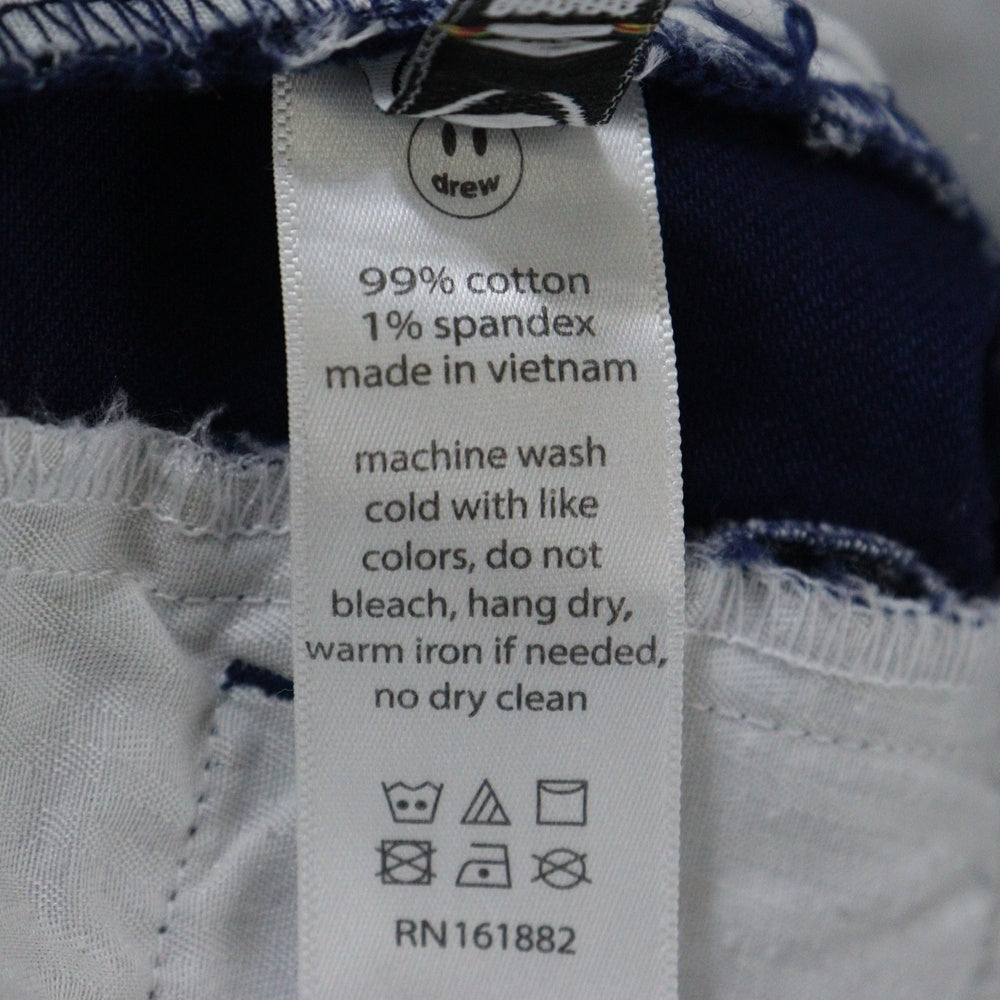 drew
99% cotton
1% spandex
made in vietnam
machine wash
cold with like
colors, do not
bleach, hang dry,
warm iron if needed,
no dry clean
RN 161882